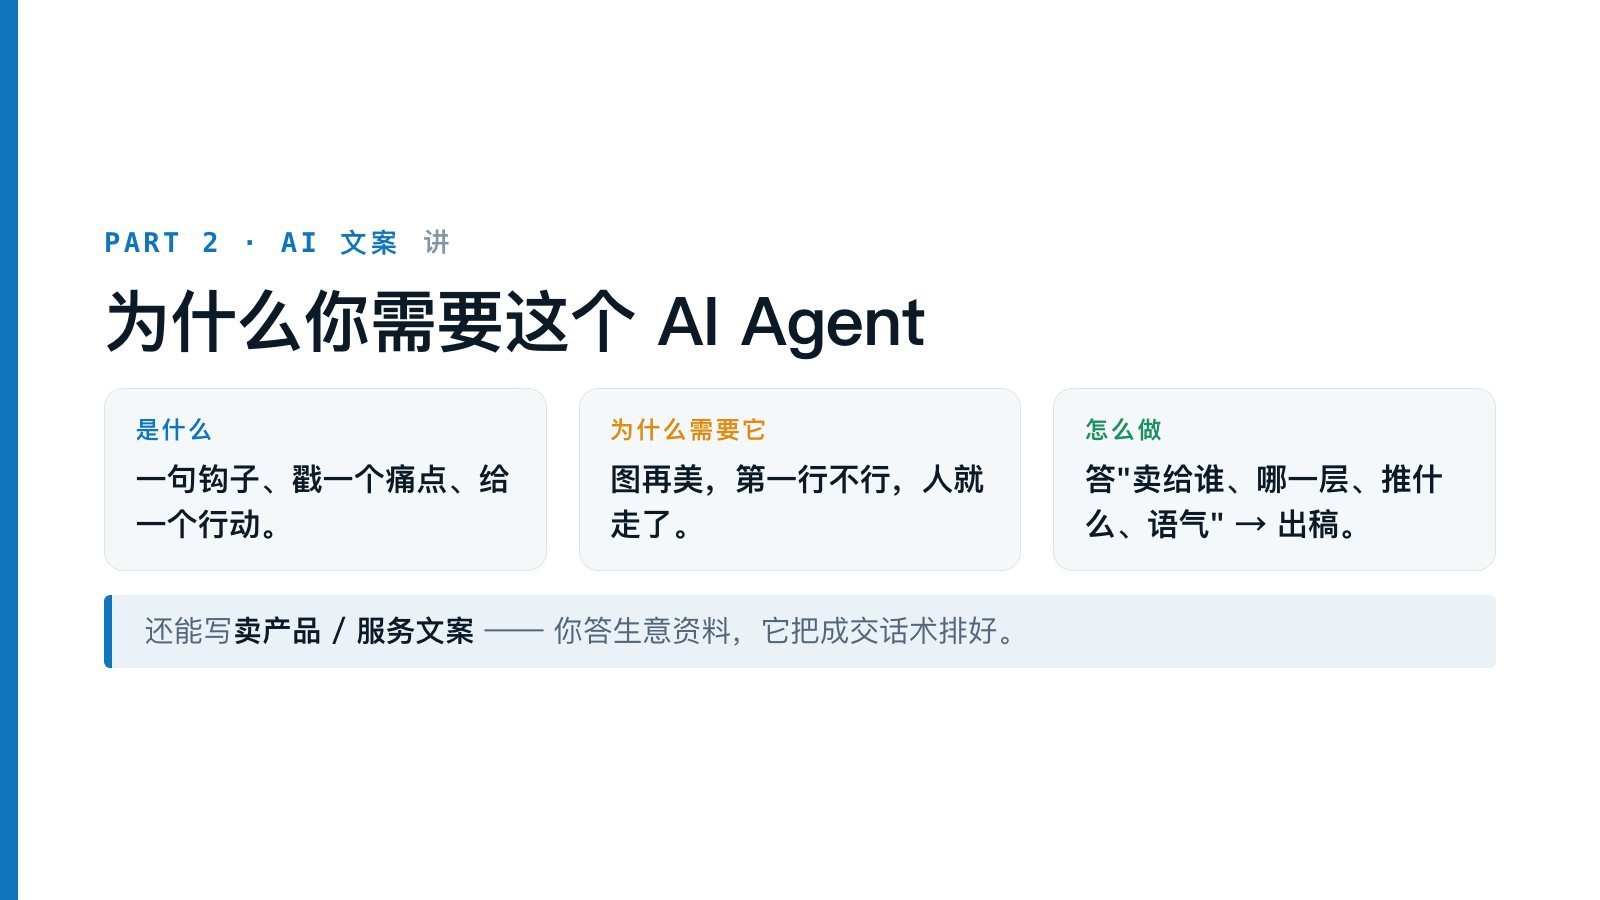 PART 2 · AI 文案 讲
为什么你需要这个 AI Agent
是什么
一句钩子、戳一个痛点、给
一个行动。
为什么需要它
图再美，第一行不行，人就
走了。
怎么做
答"卖给谁、哪一层、推什
么、语气" → 出稿。
还能写卖产品 / 服务文案 —— 你答生意资料，它把成交话术排好。